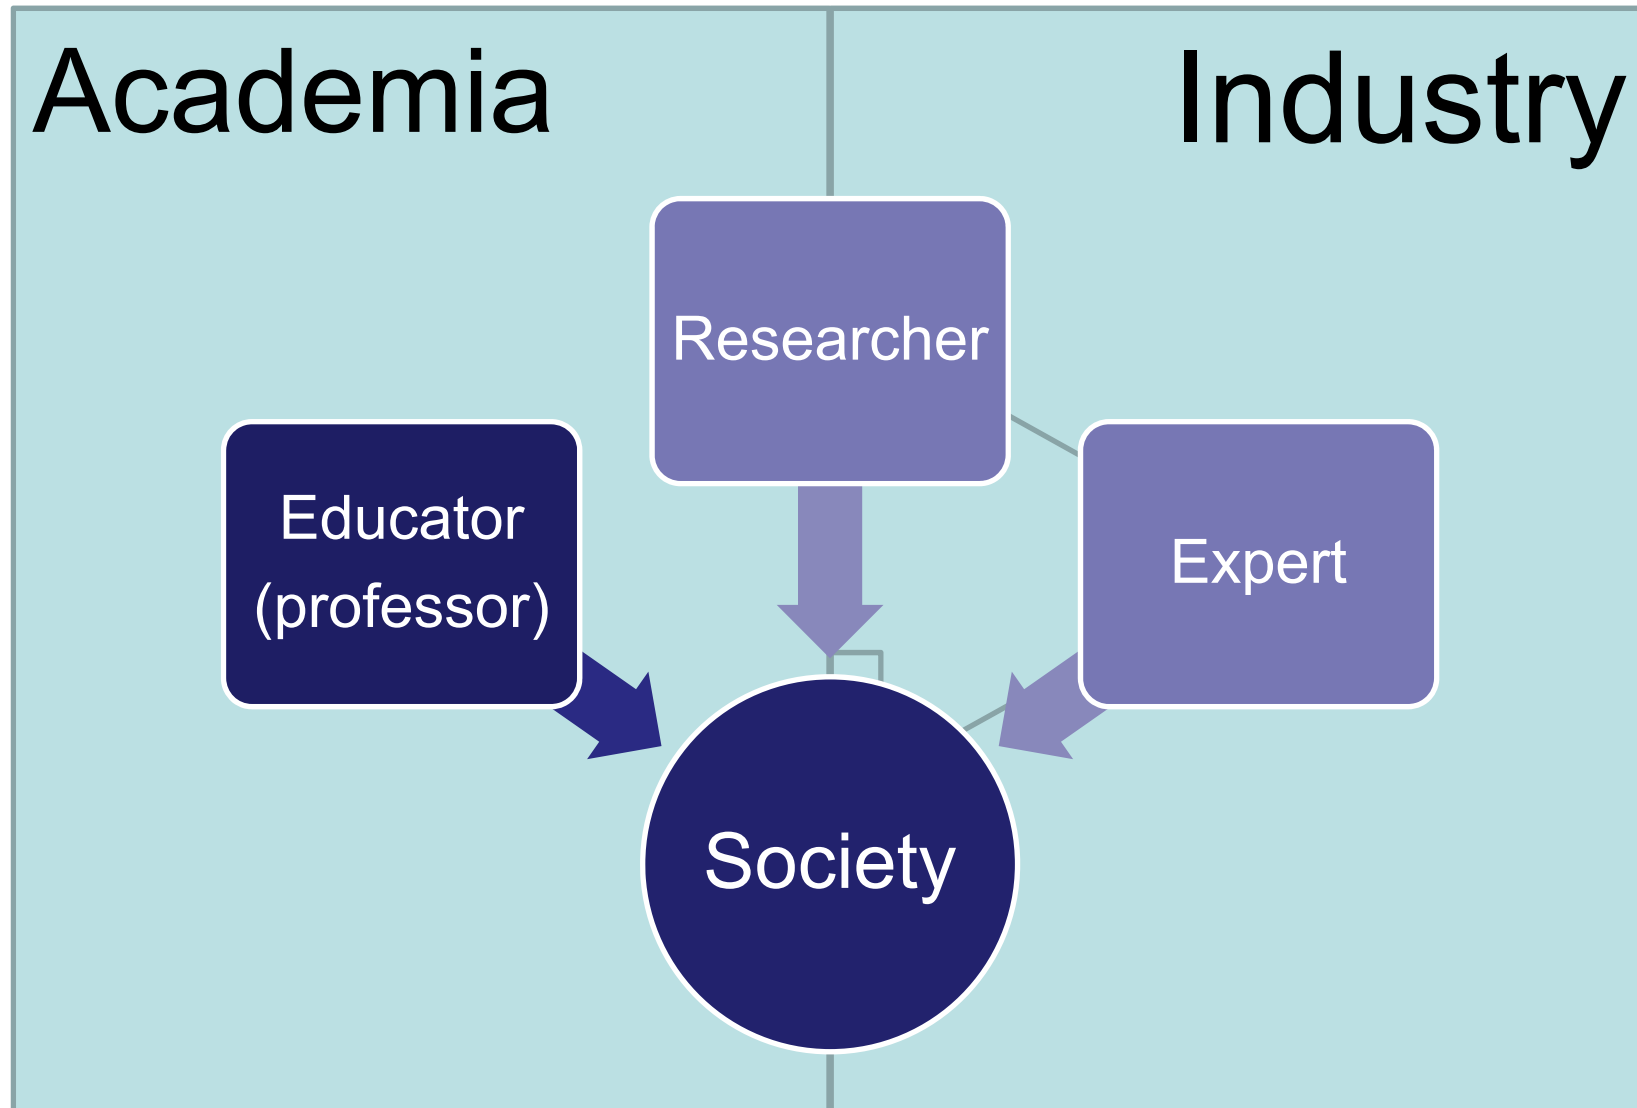 Academia
Industry
Researcher
Educator
(professor)
Expert
Society